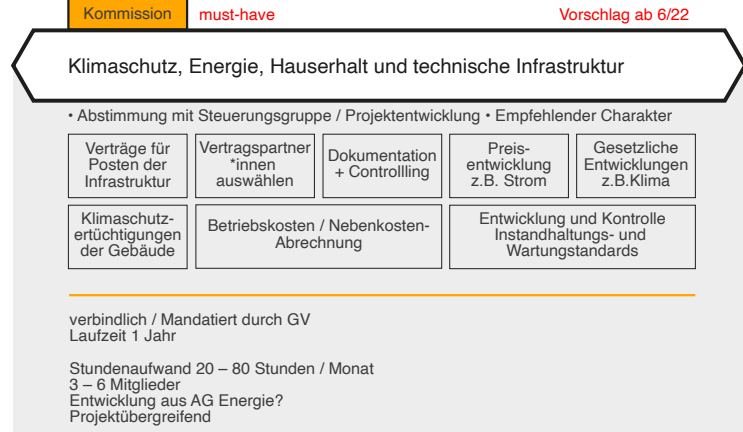 Kommission must-have Vorschlag ab 6/22
Klimaschutz, Energie, Hauserhalt und technische Infrastruktur
• Abstimmung mit Steuerungsgruppe / Projektentwicklung • Empfehlender Charakter
Verträge für
Posten der
Infrastruktur
Vertragspartner
*innen
auswählen
Dokumentation
+ Controllling
Preis-
entwicklung
z.B. Strom
Gesetzliche
Entwicklungen
z.B.Klima
Klimaschutz-
ertüchtigungen
der Gebäude
Betriebskosten / Nebenkosten-
Abrechnung
Entwicklung und Kontrolle
Instandhaltungs- und
Wartungstandards
verbindlich / Mandatiert durch GV
Laufzeit 1 Jahr
Stundenaufwand 20 – 80 Stunden / Monat
3 – 6 Mitglieder
Entwicklung aus AG Energie?
Projektübergreifend